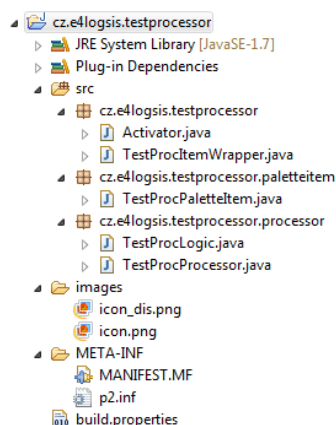 cz.e4logsis.testprocessor
JRE System Library [JavaSE-1.7]
Plug-in Dependencies
src
cz.e4logsis.testprocessor
Activator.java
TestProcItemWrapper.java
cz.e4logsis.testprocessor.paletteitem
TestProcPaletteItem.java
cz.e4logsis.testprocessor.processor
TestProcLogic.java
TestProcProcessor.java
images
icon_dis.png
icon.png
META-INF
MANIFEST.MF
p2.inf
build.properties